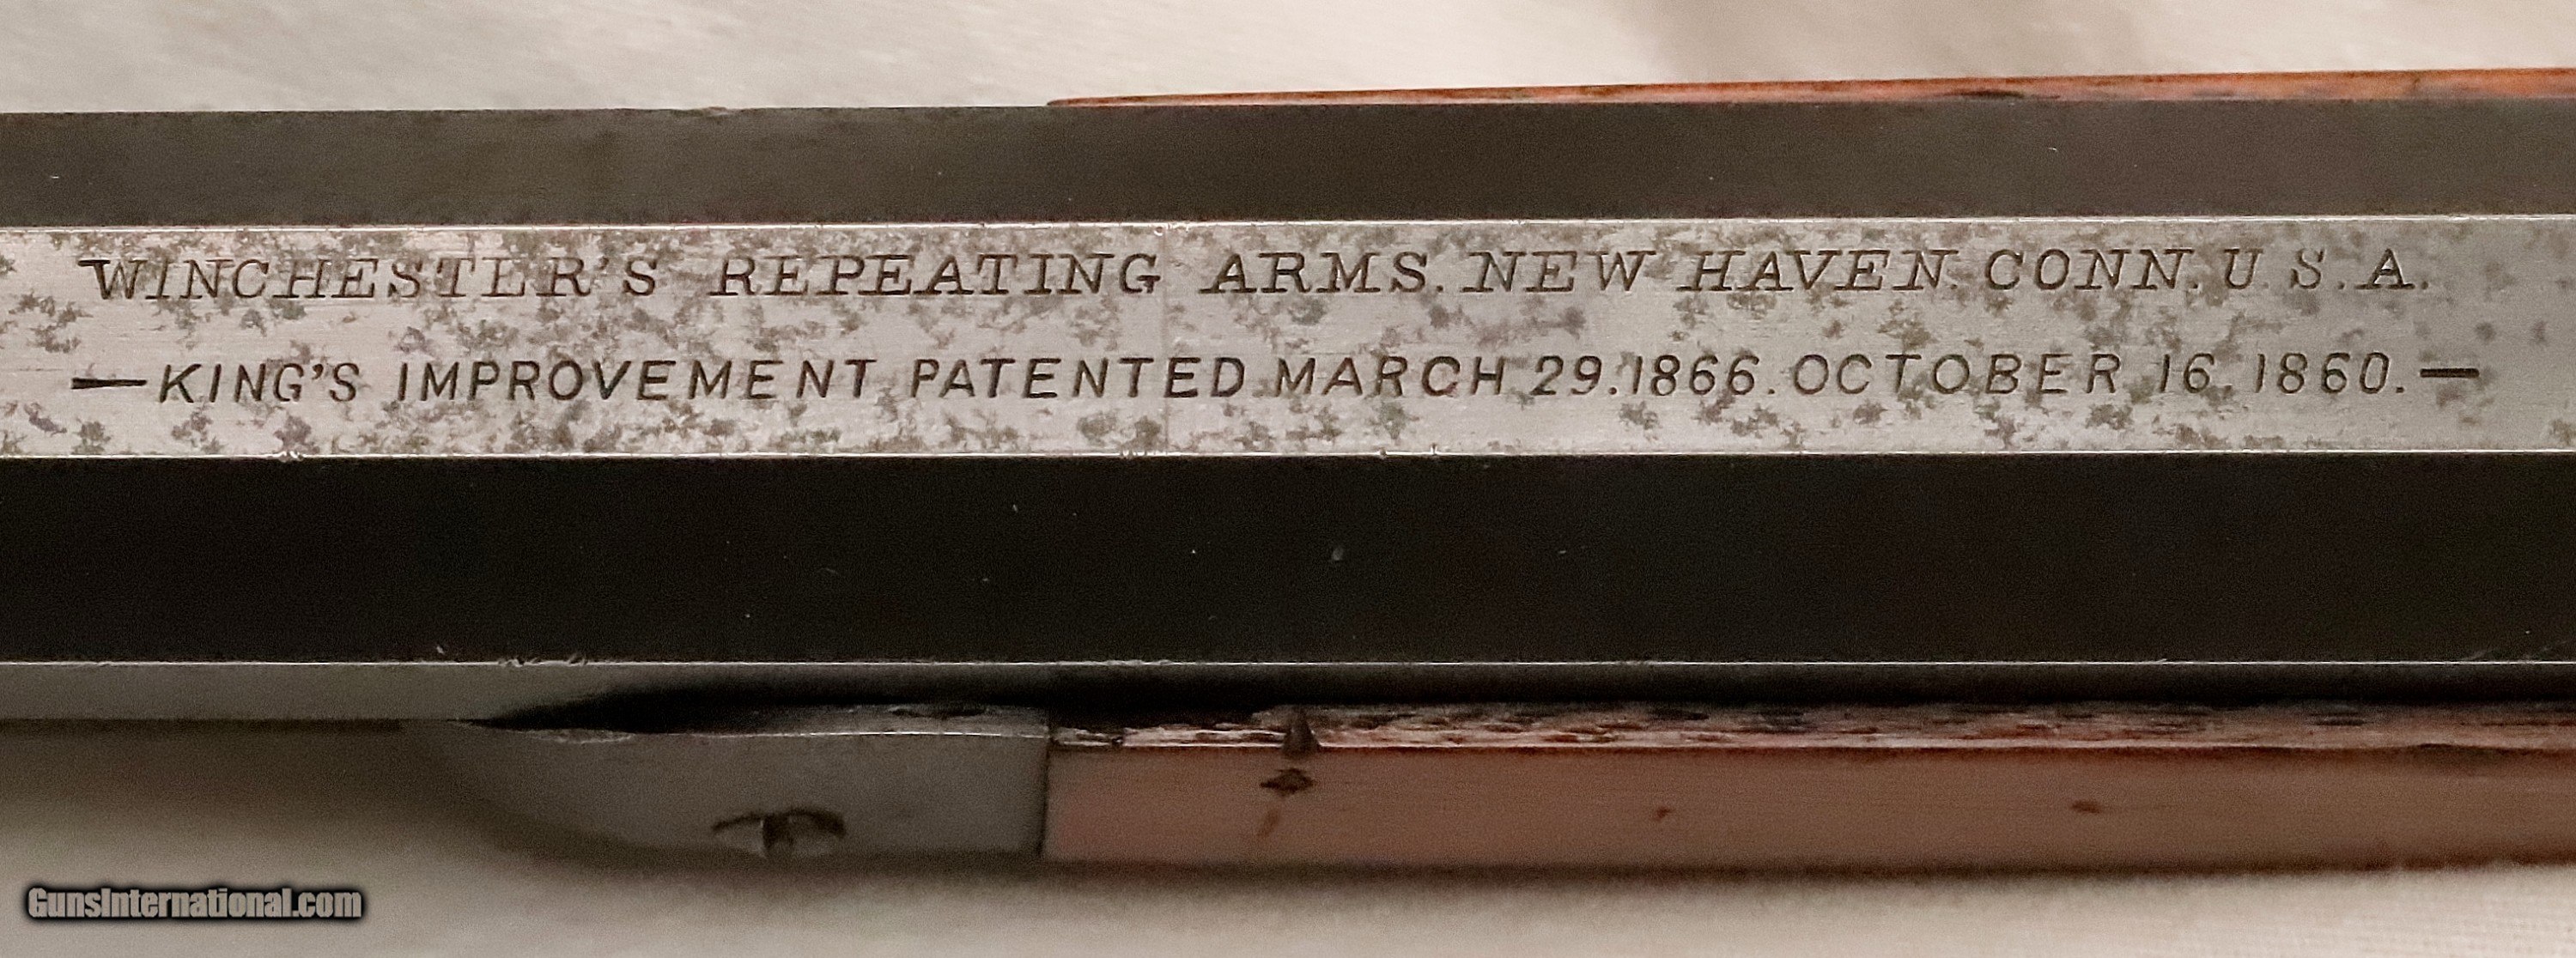 WINCHESTER'S REPEATING ARMS. NEW HAVEN. CONN. U.S.A.
—KING'S IMPROVEMENT PATENTED MARCH 29. 1866. OCTOBER 16. 1860.—
GunsInternational.com